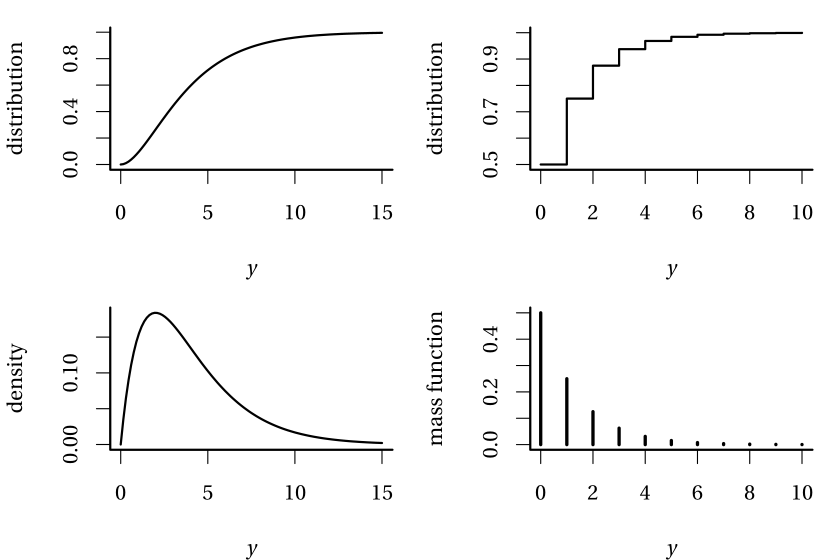 distribution
0.0 0.4 0.8
0 5 10 15
y
distribution
0.5 0.7 0.9
0 2 4 6 8 10
y
density
0.00 0.10
0 5 10 15
y
mass function
0.0 0.2 0.4
0 2 4 6 8 10
y